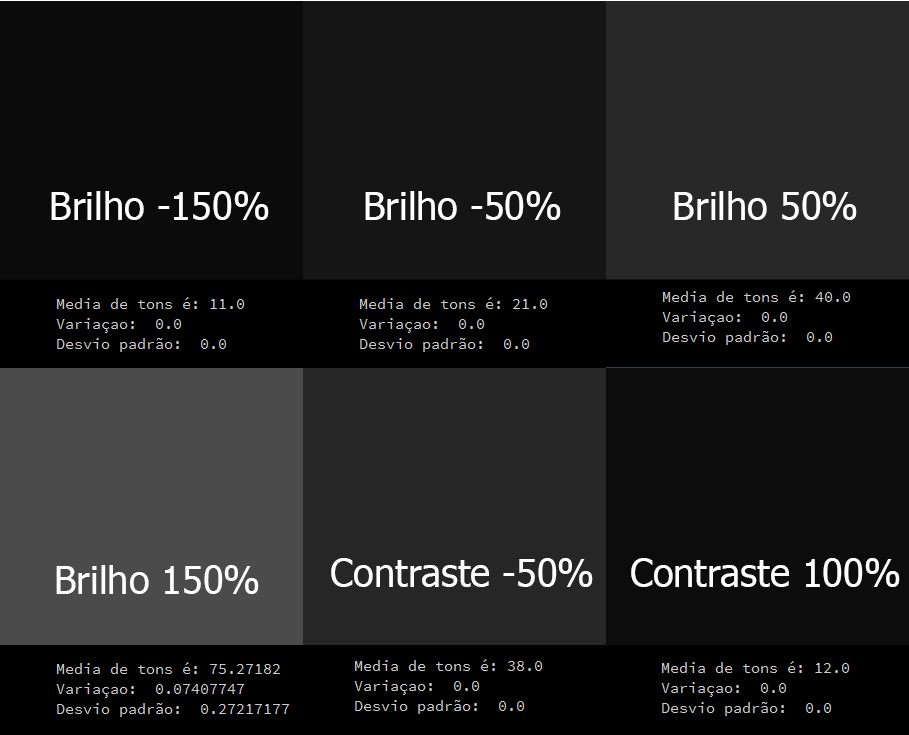 Brilho -150%
Brilho -50%
Brilho 50%
Media de tons é: 11.0
Variaçao:  0.0
Desvio padrão:  0.0
Media de tons é: 21.0
Variaçao:  0.0
Desvio padrão:  0.0
Media de tons é: 40.0
Variaçao:  0.0
Desvio padrão:  0.0
Brilho 150%
Contraste -50%
Contraste 100%
Media de tons é: 75.27182
Variaçao:  0.07407747
Desvio padrão:  0.27217177
Media de tons é: 38.0
Variaçao:  0.0
Desvio padrão:  0.0
Media de tons é: 12.0
Variaçao:  0.0
Desvio padrão:  0.0